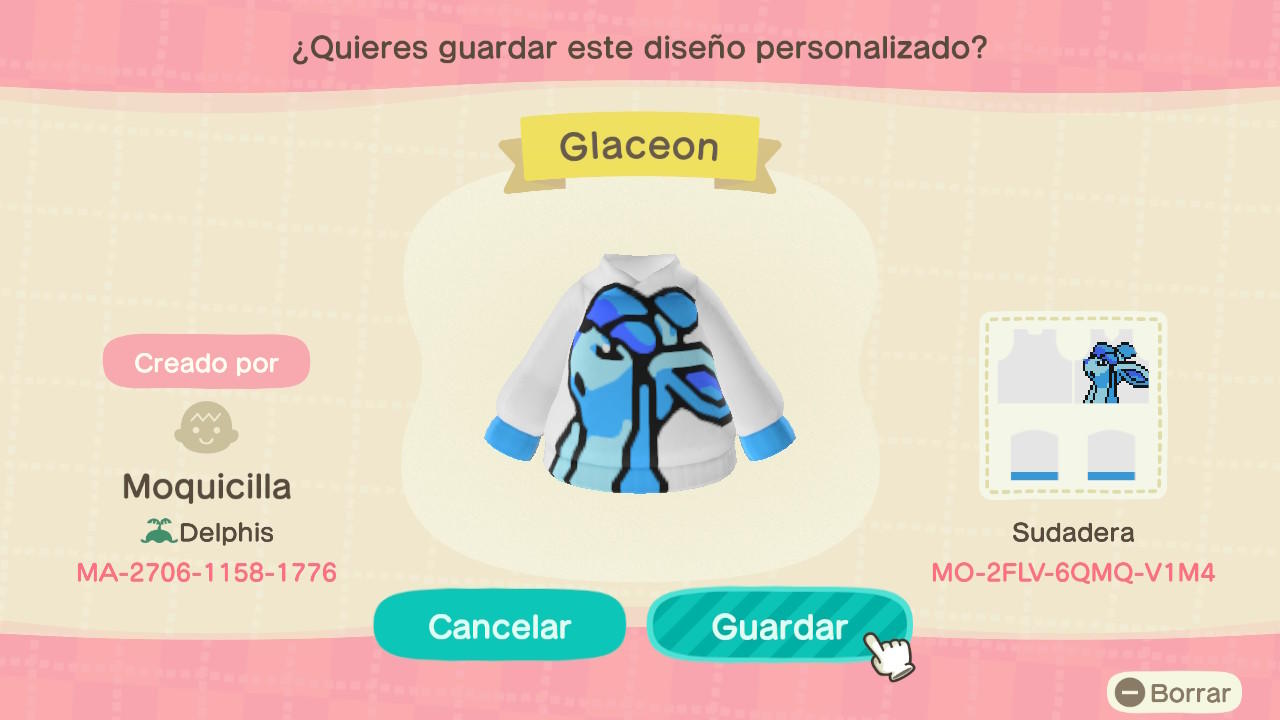 ¿Quieres guardar este diseño personalizado?
Glaceon
Creado por
Moquicilla
Delphis
MA-2706-1158-1776
Sudadera
MO-2FLV-6QMQ-V1M4
Cancelar
Guardar
Borrar